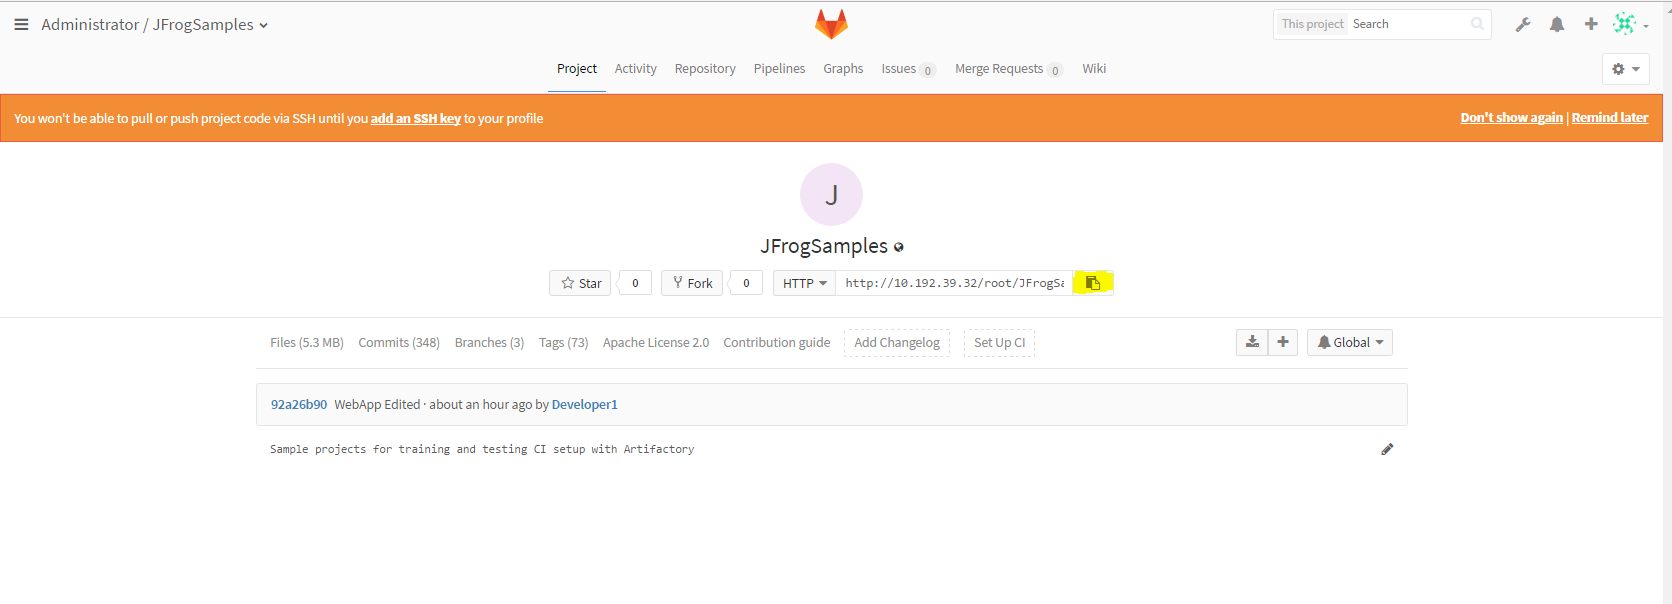 Administrator / JFrogSamples
This project Search
Project Activity Repository Pipelines Graphs Issues 0 Merge Requests 0 Wiki
You won't be able to pull or push project code via SSH until you add an SSH key to your profile
Don't show again | Remind later
J
JFrogSamples
Star 0 Fork 0 HTTP http://10.192.39.32/root/JFrogSa
Files (5.3 MB) Commits (348) Branches (3) Tags (73) Apache License 2.0 Contribution guide Add Changelog Set Up CI Global
92a26b90 WebApp Edited · about an hour ago by Developer1
Sample projects for training and testing CI setup with Artifactory